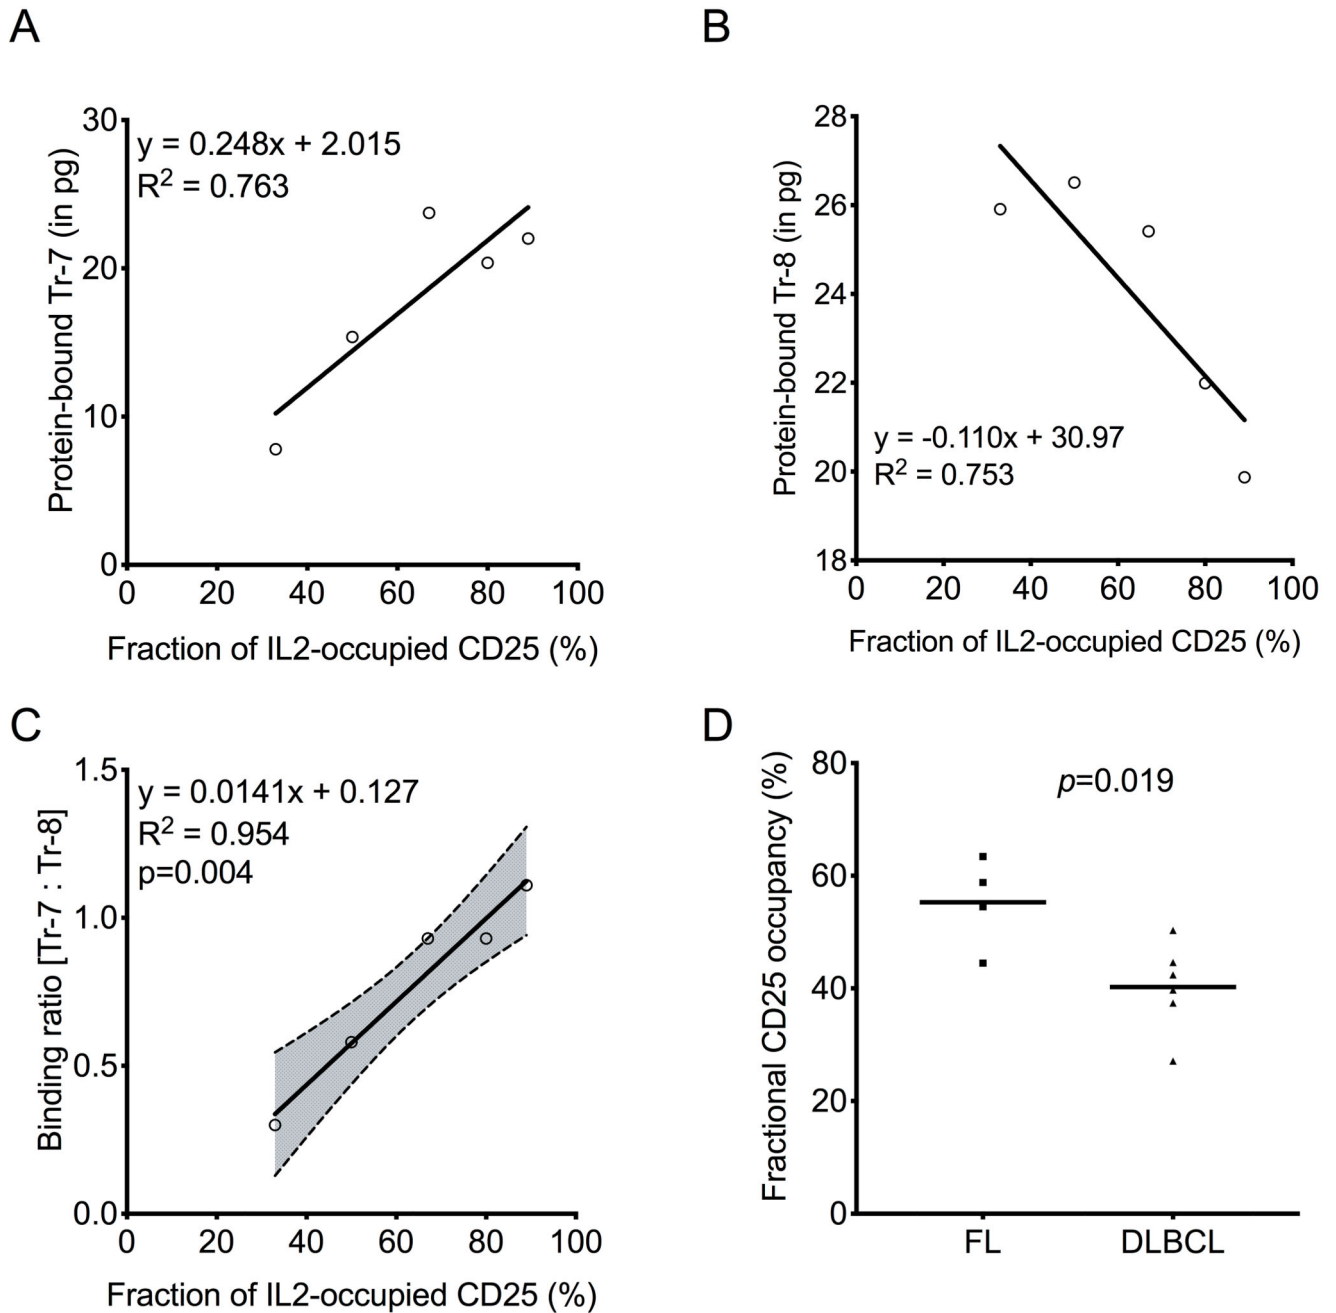 A
Protein-bound Tr-7 (in pg)
30
20
10
0
y = 0.248x + 2.015
R² = 0.763
0 20 40 60 80 100
Fraction of IL2-occupied CD25 (%)
B
Protein-bound Tr-8 (in pg)
28
26
24
22
20
18
y = -0.110x + 30.97
R² = 0.753
0 20 40 60 80 100
Fraction of IL2-occupied CD25 (%)
C
Binding ratio [Tr-7 : Tr-8]
1.5
1.0
0.5
0.0
y = 0.0141x + 0.127
R² = 0.954
p=0.004
0 20 40 60 80 100
Fraction of IL2-occupied CD25 (%)
D
Fractional CD25 occupancy (%)
80
60
40
20
0
p=0.019
FL DLBCL